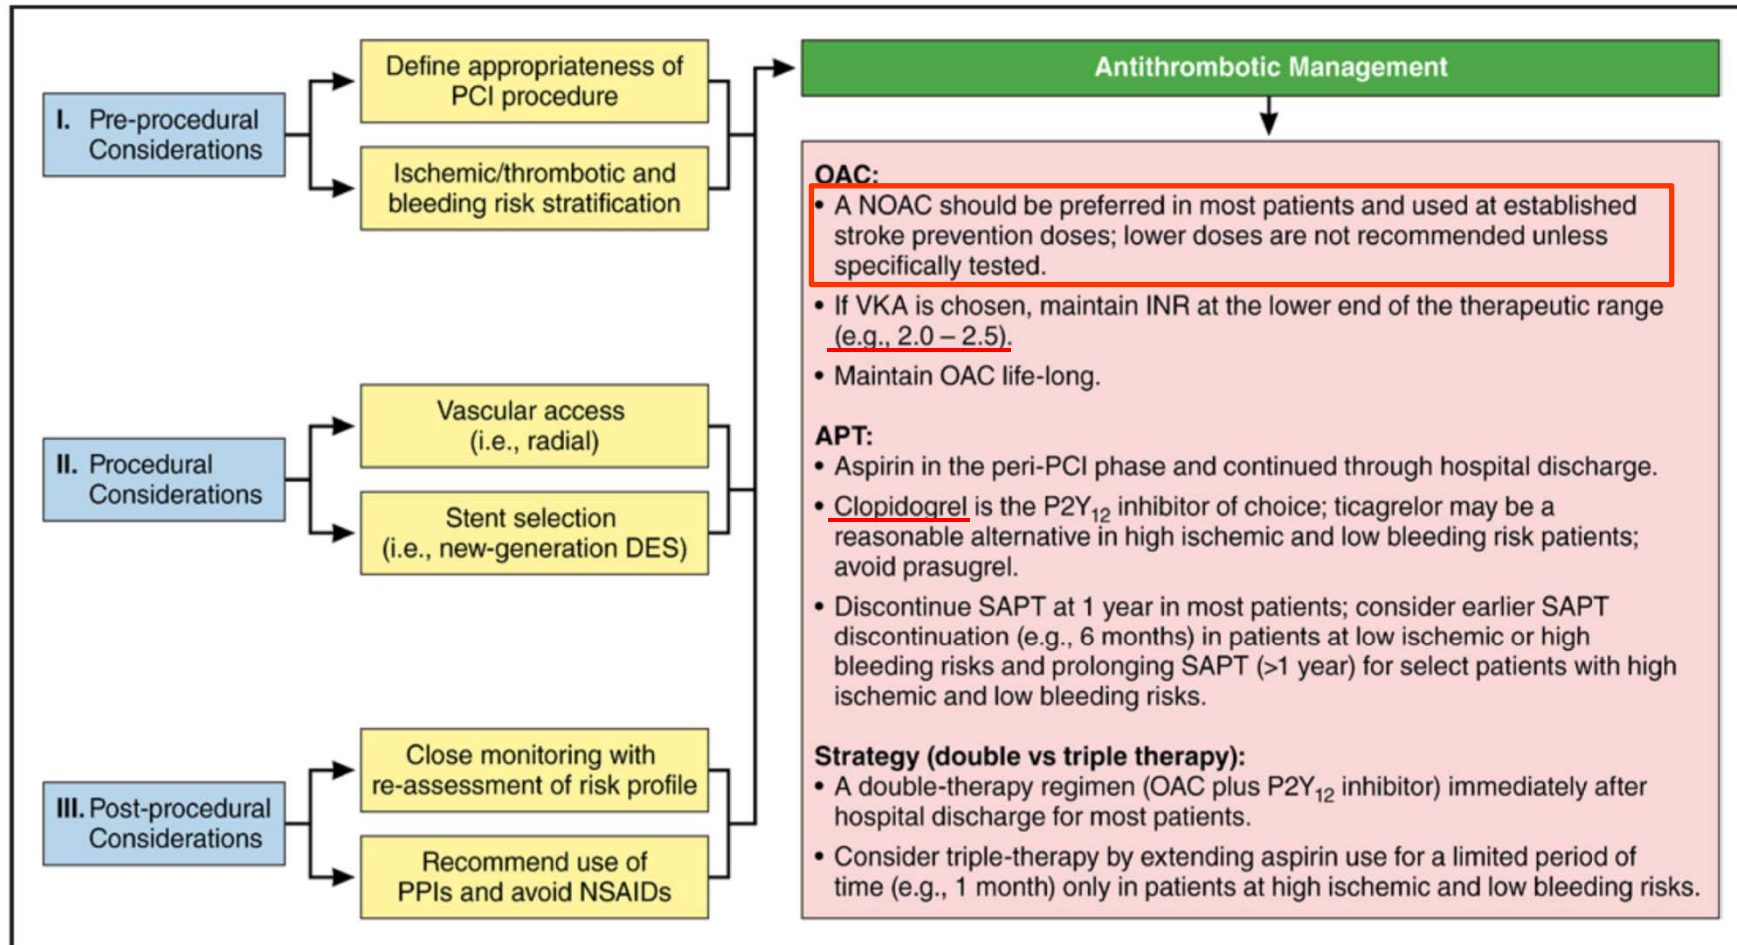 I. Pre-procedural
Considerations
Define appropriateness of
PCI procedure
Ischemic/thrombotic and
bleeding risk stratification
II. Procedural
Considerations
Vascular access
(i.e., radial)
Stent selection
(i.e., new-generation DES)
III. Post-procedural
Considerations
Close monitoring with
re-assessment of risk profile
Recommend use of
PPIs and avoid NSAIDs
Antithrombotic Management
OAC:
• A NOAC should be preferred in most patients and used at established
stroke prevention doses; lower doses are not recommended unless
specifically tested.
• If VKA is chosen, maintain INR at the lower end of the therapeutic range
(e.g., 2.0 – 2.5).
• Maintain OAC life-long.
APT:
• Aspirin in the peri-PCI phase and continued through hospital discharge.
• Clopidogrel is the P2Y₁₂ inhibitor of choice; ticagrelor may be a
reasonable alternative in high ischemic and low bleeding risk patients;
avoid prasugrel.
• Discontinue SAPT at 1 year in most patients; consider earlier SAPT
discontinuation (e.g., 6 months) in patients at low ischemic or high
bleeding risks and prolonging SAPT (>1 year) for select patients with high
ischemic and low bleeding risks.
Strategy (double vs triple therapy):
• A double-therapy regimen (OAC plus P2Y₁₂ inhibitor) immediately after
hospital discharge for most patients.
• Consider triple-therapy by extending aspirin use for a limited period of
time (e.g., 1 month) only in patients at high ischemic and low bleeding risks.